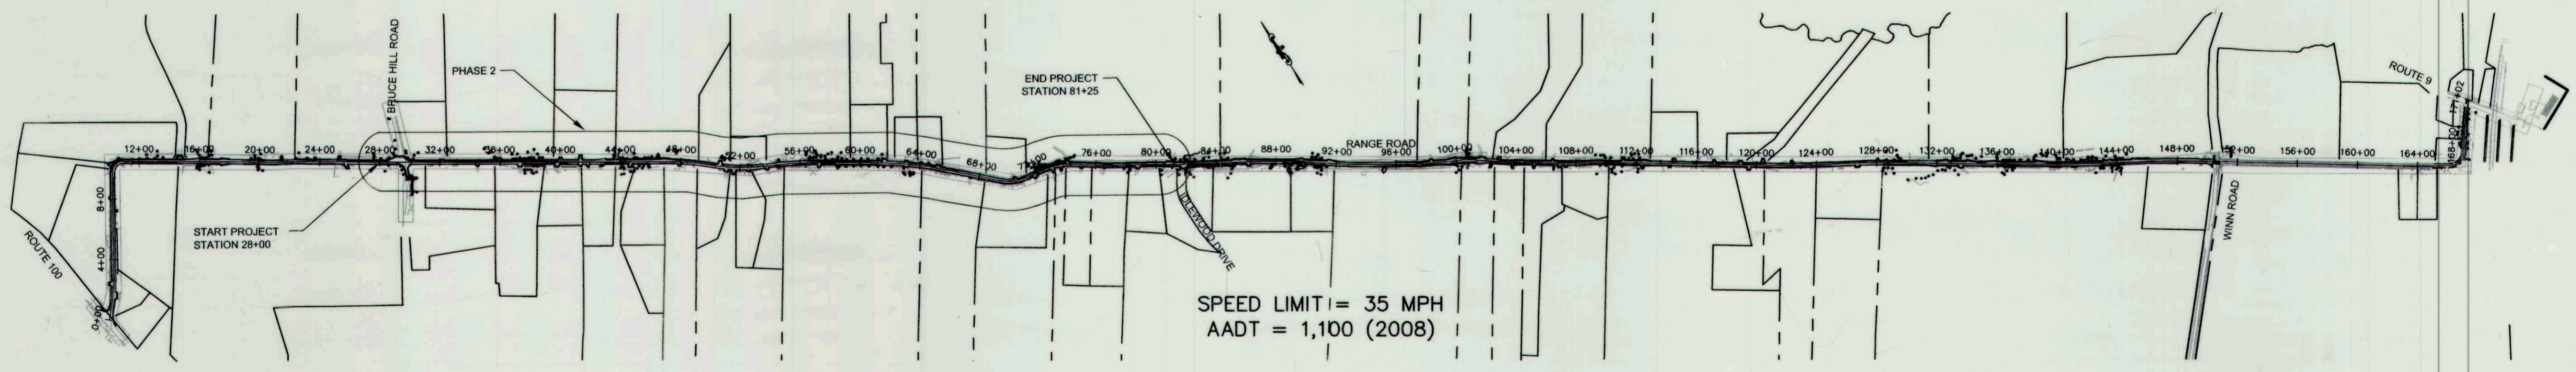 BRUCE HILL ROAD
PHASE 2
END PROJECT
STATION 81+25
ROUTE 9
171+02
168+00
RANGE ROAD
12+00 16+00 20+00 24+00 28+00 32+00 36+00 40+00 44+00 48+00 52+00 56+00 60+00 64+00 68+00 72+00 76+00 80+00 84+00 88+00 92+00 96+00 100+00 104+00 108+00 112+00 116+00 120+00 124+00 128+00 132+00 136+00 140+00 144+00 148+00 152+00 156+00 160+00 164+00
8+00
4+00
0+00
ROUTE 100
START PROJECT
STATION 28+00
IDLEWOOD DRIVE
WINN ROAD
SPEED LIMIT = 35 MPH
AADT = 1,100 (2008)